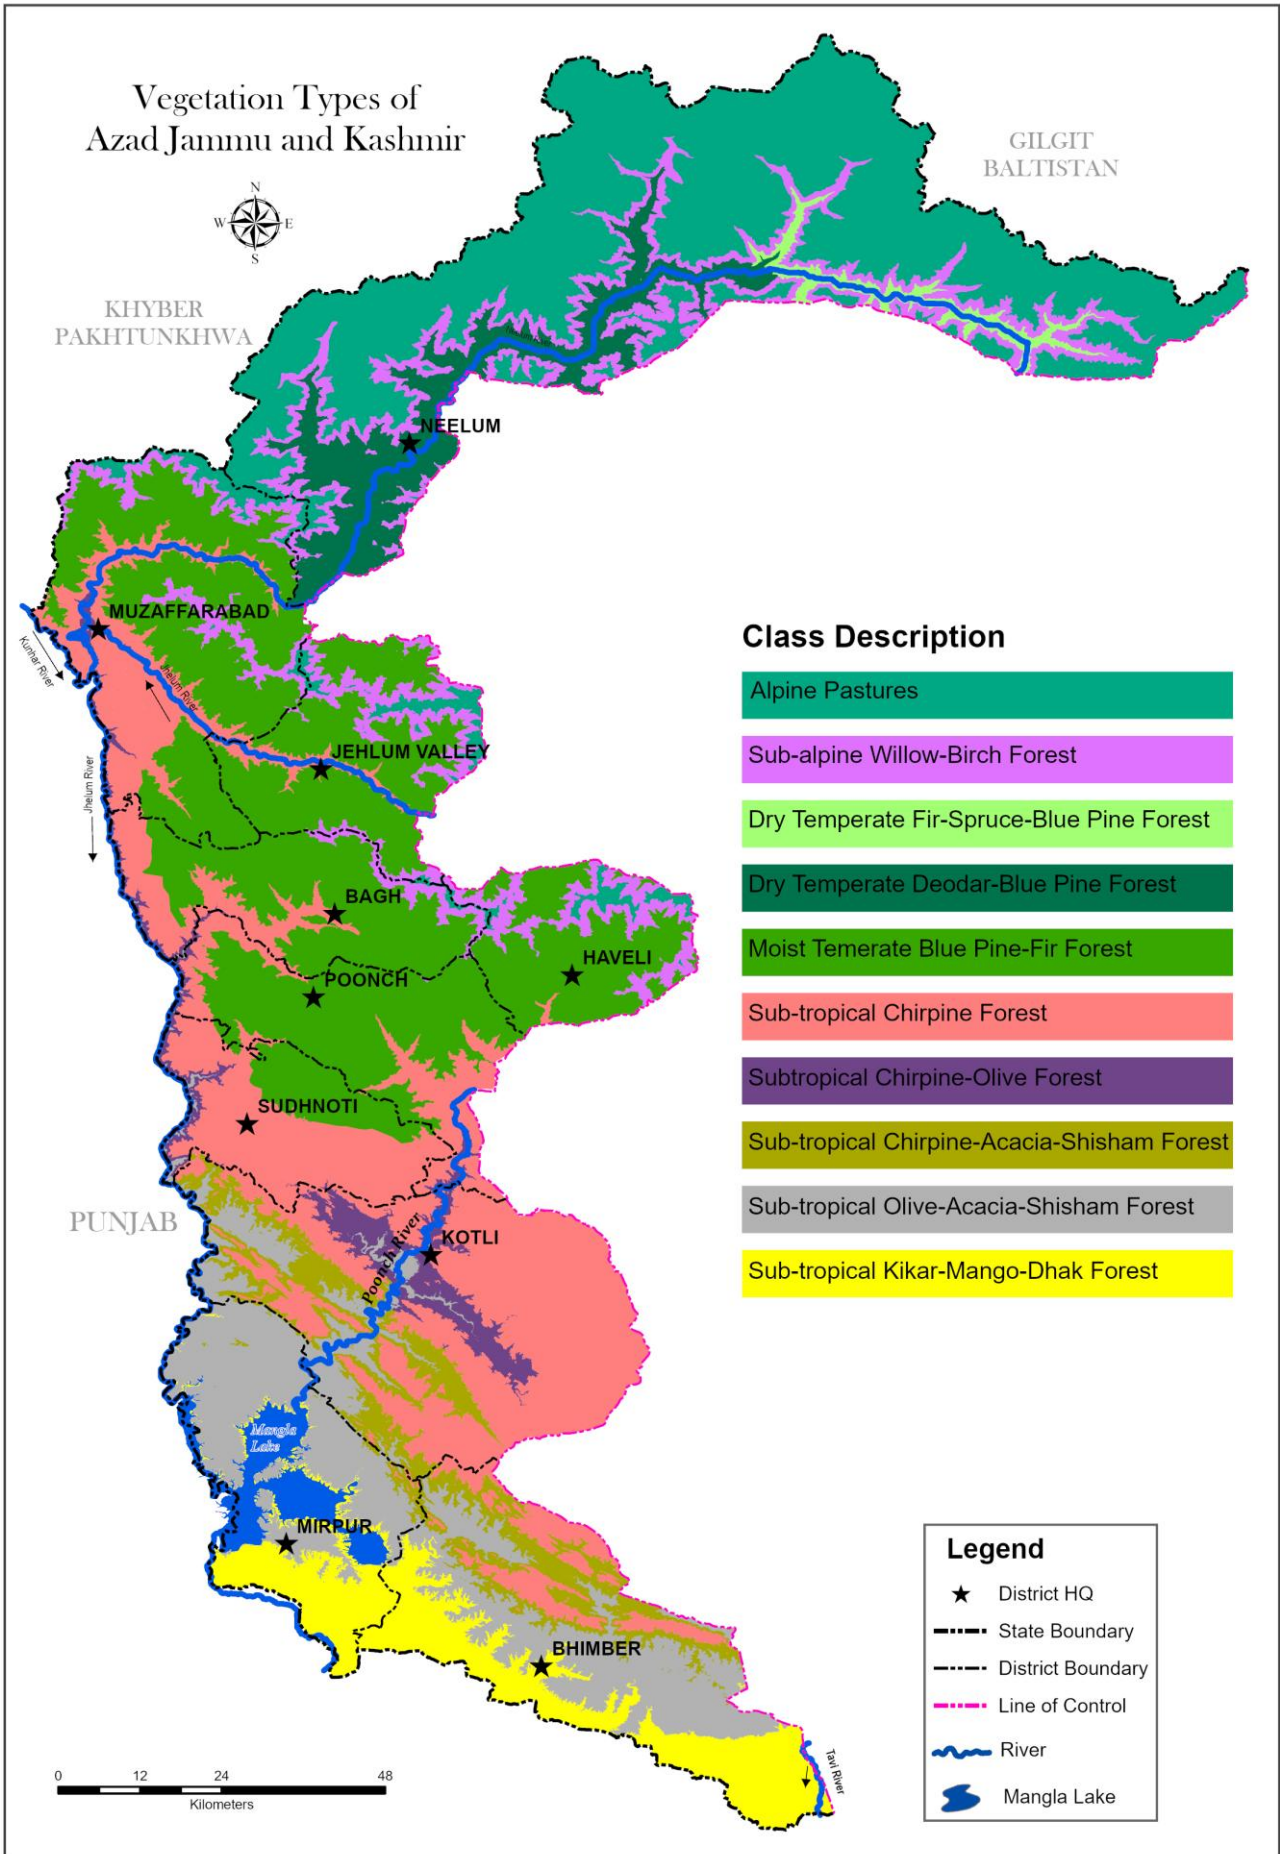 Vegetation Types of
Azad Jammu and Kashmir
N
W
E
S
GILGIT
BALTISTAN
KHYBER
PAKHTUNKHWA
NEELUM
MUZAFFARABAD
Kunhar River
Jhelum River
JEHLUM VALLEY
Jhelum River
BAGH
HAVELI
POONCH
SUDHNOTI
PUNJAB
Poonch River
KOTLI
Mangla
Lake
MIRPUR
BHIMBER
Tavi River
Class Description
Alpine Pastures
Sub-alpine Willow-Birch Forest
Dry Temperate Fir-Spruce-Blue Pine Forest
Dry Temperate Deodar-Blue Pine Forest
Moist Temerate Blue Pine-Fir Forest
Sub-tropical Chirpine Forest
Subtropical Chirpine-Olive Forest
Sub-tropical Chirpine-Acacia-Shisham Forest
Sub-tropical Olive-Acacia-Shisham Forest
Sub-tropical Kikar-Mango-Dhak Forest
Legend
District HQ
State Boundary
District Boundary
Line of Control
River
Mangla Lake
0 12 24 48
Kilometers